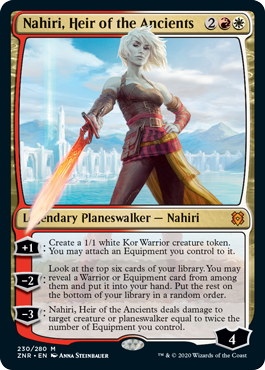 Nahiri, Heir of the Ancients 2
Legendary Planeswalker — Nahiri
+1 : Create a 1/1 white Kor Warrior creature token.
You may attach an Equipment you control to it.
Look at the top six cards of your library. You may
−2 : reveal a Warrior or Equipment card from among
them and put it into your hand. Put the rest on
the bottom of your library in a random order.
−3 : Nahiri, Heir of the Ancients deals damage to
target creature or planeswalker equal to twice the
number of Equipment you control.
4
230/280 M
ZNR • EN Anna Steinbauer ™ & © 2020 Wizards of the Coast